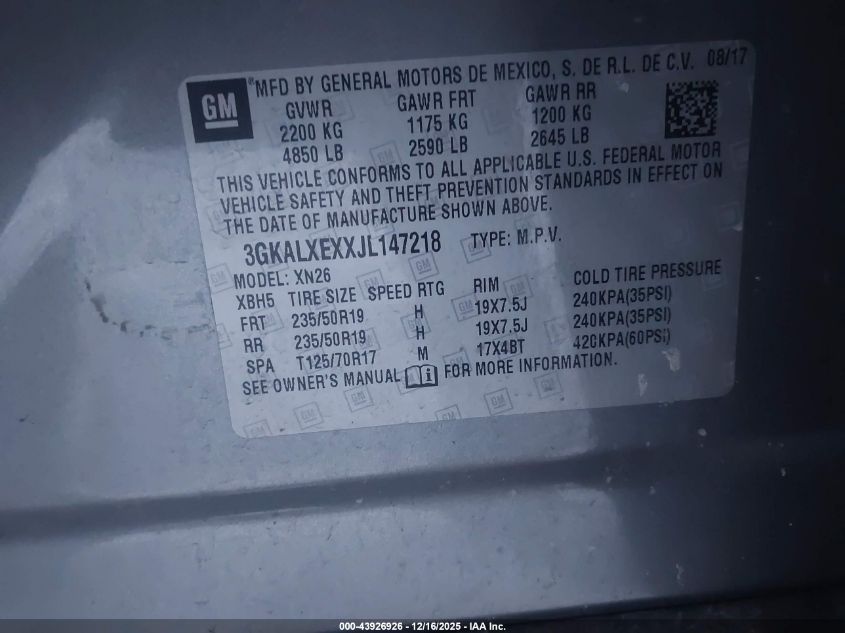 GM
® MFD BY GENERAL MOTORS DE MEXICO, S. DE R.L. DE C.V. 08/17
GVWR GAWR FRT GAWR RR
2200 KG 1175 KG 1200 KG
4850 LB 2590 LB 2645 LB
THIS VEHICLE CONFORMS TO ALL APPLICABLE U.S. FEDERAL MOTOR
VEHICLE SAFETY AND THEFT PREVENTION STANDARDS IN EFFECT ON
THE DATE OF MANUFACTURE SHOWN ABOVE.
3GKALXEXXJL147218 TYPE: M.P.V.
MODEL: XN26
XBH5 TIRE SIZE SPEED RTG RIM COLD TIRE PRESSURE
FRT 235/50R19 H 19X7.5J 240KPA(35PSI)
RR 235/50R19 H 19X7.5J 240KPA(35PSI)
SPA T125/70R17 M 17X4BT 420KPA(60PSI)
SEE OWNER'S MANUAL FOR MORE INFORMATION.
000-43926926 - 12/16/2025 - IAA Inc.